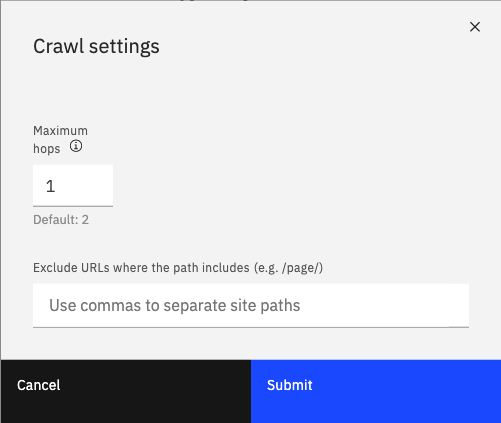 Crawl settings
Maximum
hops
1
Default: 2
Exclude URLs where the path includes (e.g. /page/)
Use commas to separate site paths
Cancel
Submit